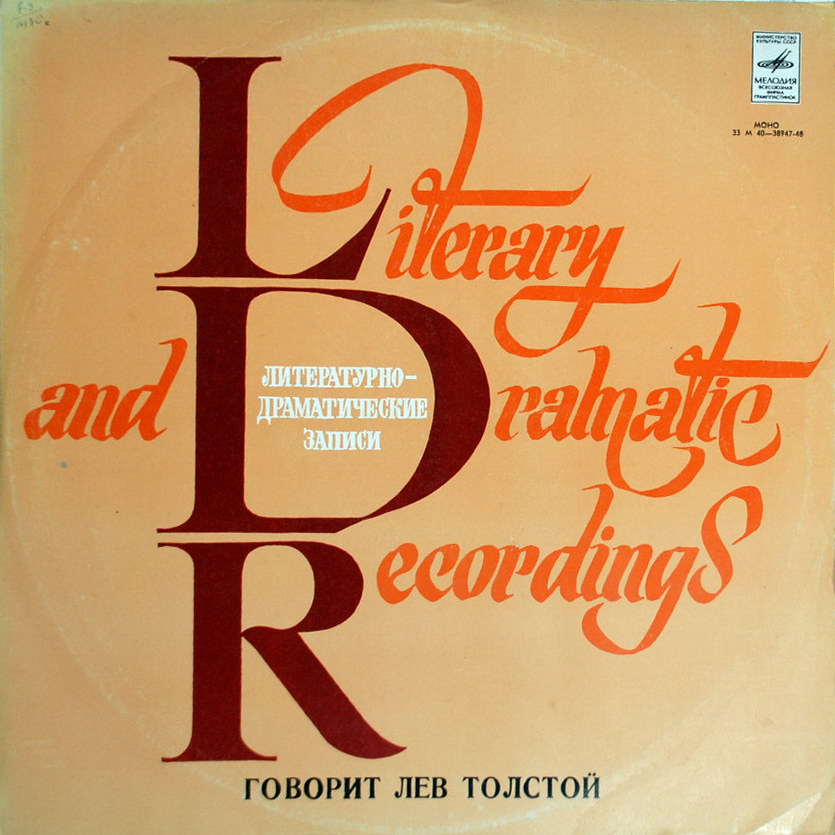 МИНИСТЕРСТВО
КУЛЬТУРЫ СССР
МЕЛОДИЯ
ВСЕСОЮЗНАЯ
ФИРМА
ГРАМПЛАСТИНОК
МОНО
33 М 40—38947-48
Literary
and Dramatic
Recordings
ЛИТЕРАТУРНО-
ДРАМАТИЧЕСКИЕ
ЗАПИСИ
ГОВОРИТ ЛЕВ ТОЛСТОЙ